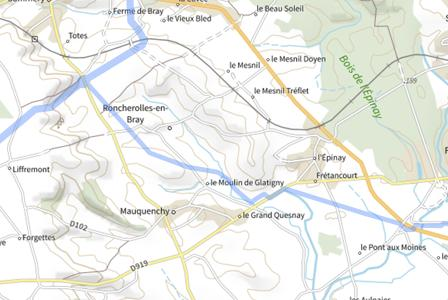 Ferme de Bray
le Beau Soleil
le Vieux Bled
Totes
le Mesnil
le Mesnil Doyen
Bois de l'Epinay
159
le Mesnil Tréflet
Roncherolles-en-
Bray
l'Épinay
Liffremont
Frétancourt
le Moulin de Glatigny
Mauquenchy
le Grand Quesnay
D102
Forgettes
le Pont aux Moines
D919